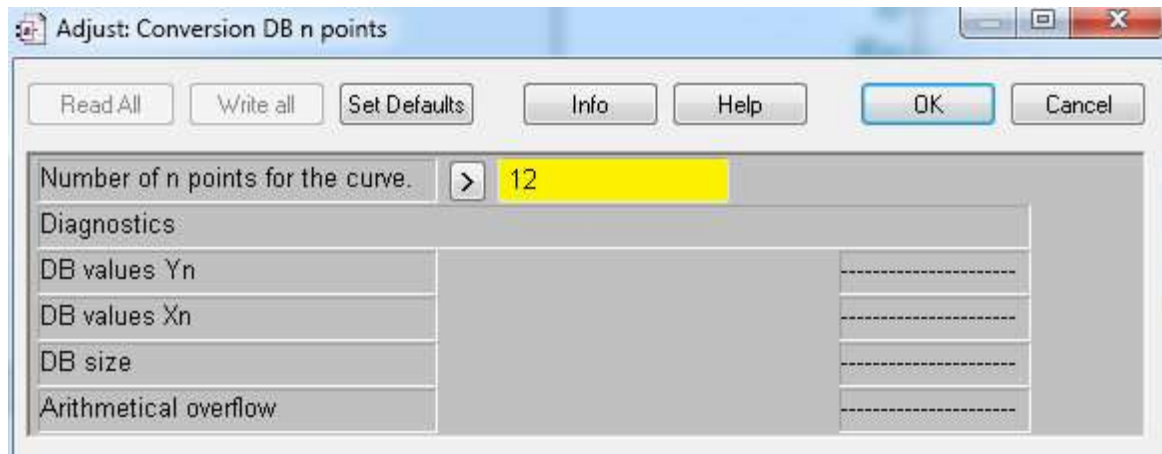 Adjust: Conversion DB n points
Read All Write all Set Defaults Info Help OK Cancel
Number of n points for the curve. > 12
Diagnostics
DB values Yn --------------------
DB values Xn --------------------
DB size --------------------
Arithmetical overflow --------------------